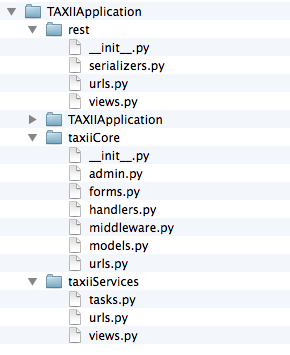 TAXIIApplication
rest
__init__.py
serializers.py
urls.py
views.py
TAXIIApplication
taxiiCore
__init__.py
admin.py
forms.py
handlers.py
middleware.py
models.py
urls.py
taxiiServices
tasks.py
urls.py
views.py